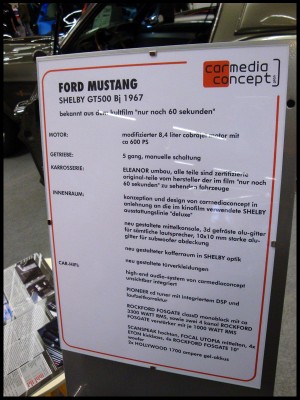 carmedia
concept
FORD MUSTANG
SHELBY GT500 Bj 1967
bekannt aus dem kultfilm "nur noch 60 sekunden"
MOTOR: modifizierter 8,4 liter motor mit
ca 600 PS
GETRIEBE: 5 gang, manuelle schaltung
KAROSSERIE: ELEANOR umbau, alle teile sind zertifizierte
original-teile vom hersteller der im film "nur noch
60 sekunden" zu sehenden fahrzeuge
INNENRAUM: konzeption und design von carmediaconcept in
anlehnung an die im kinofilm verwendete SHELBY
ausstattungslinie "deluxe"
neu gestaltete mittelkonsole, 3d gefräste alu-gitter
für sämtliche lautsprecher, 10x10 mm starke alu-
gitter für subwoofer abdeckung
neu gestalteter kofferraum in SHELBY optik
neu gestaltete türverkleidungen
CAR-HIFI: high-end audio-system von carmediaconcept
unsichtbar integriert
PIONEER cd tuner mit integriertem DSP und
laufzeitkorrektur
ROCKFORD FOSGATE classD monoblock mit ca
2300 WATT RMS, sowie zwei 4 kanal ROCKFORD
FOSGATE verstärker mit je 1000 WATT RMS
SCANSPEAK hochton, FOCAL UTOPIA mitteltön, 4x
ETON kickbass, 4x ROCKFORD FOSGATE 10"
woofer
2x HOLLYWOOD 1700 ampere gel-akkus